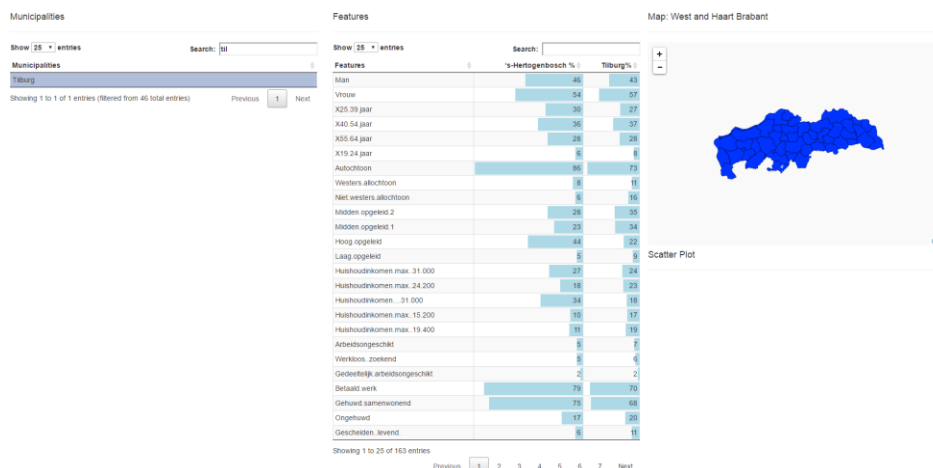 Municipalities
Show 25 entries
Search: til
Municipalities
Tilburg
Showing 1 to 1 of 1 entries (filtered from 46 total entries)
Previous 1 Next
Features
Show 25 entries
Search:
Features 's-Hertogenbosch % Tilburg%
Man 46 43
Vrouw 54 57
X25.39.jaar 30 27
X40.54.jaar 36 37
X55.64.jaar 28 28
X19.24.jaar 6 8
Autochtoon 86 73
Westers.allochtoon 8 11
Niet.westers.allochtoon 6 16
Midden.opgeleid.2 28 35
Midden.opgeleid.1 23 34
Hoog.opgeleid 44 22
Laag.opgeleid 5 9
Huishoudinkomen.max..31.000 27 24
Huishoudinkomen.max..24.200 18 23
Huishoudinkomen....31.000 34 18
Huishoudinkomen.max..15.200 10 17
Huishoudinkomen.max..19.400 11 19
Arbeidsongeschikt 5 7
Werkloos..zoekend 5 6
Gedeeltelijk.arbeidsongeschikt 2 2
Betaald.werk 79 70
Gehuwd.samenwonend 75 68
Ongehuwd 17 20
Gescheiden..levend. 6 11
Showing 1 to 25 of 163 entries
Previous 1 2 3 4 5 6 7 Next
Map: West and Haart Brabant
+
-
Scatter Plot